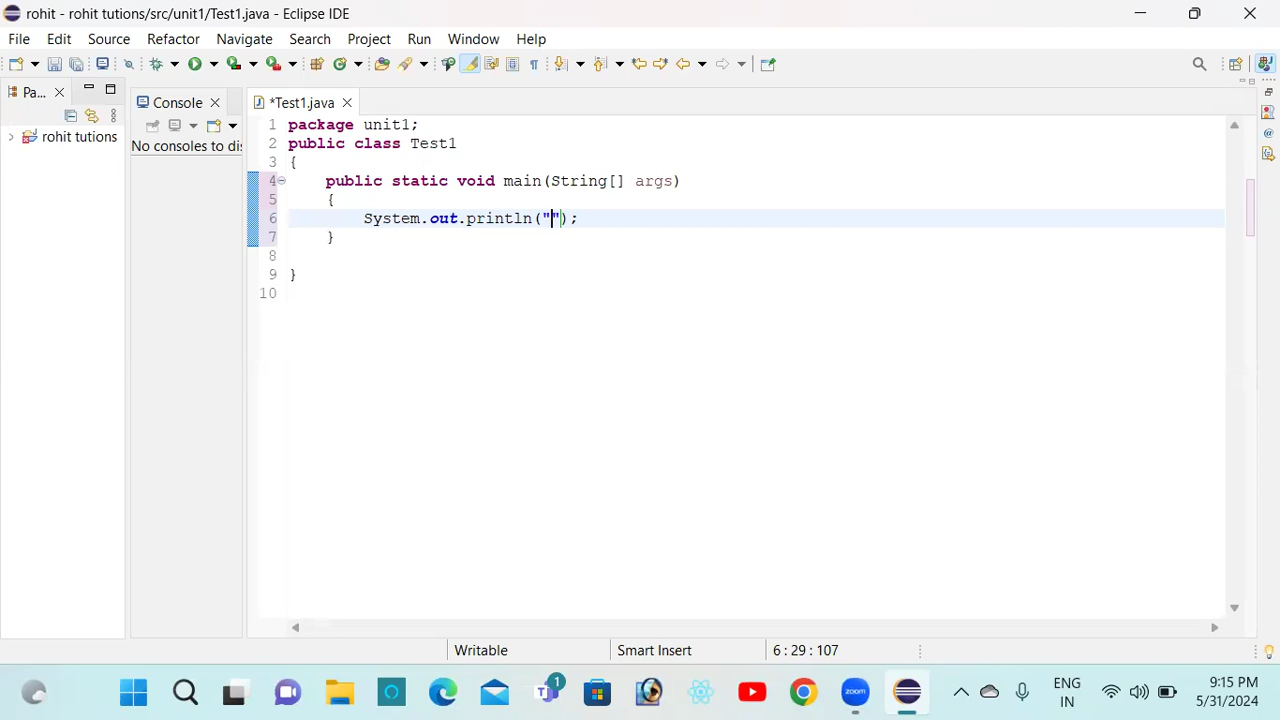 rohit - rohit tutions/src/unit1/Test1.java - Eclipse IDE
File Edit Source Refactor Navigate Search Project Run Window Help
Pa... Console *Test1.java
rohit tutions
No consoles to dis
1 package unit1;
2 public class Test1
3 {
4 public static void main(String[] args)
5 {
6 System.out.println("");
7 }
8
9 }
10
Writable Smart Insert 6 : 29 : 107
1 zoom ENG 9:15 PM
IN 5/31/2024